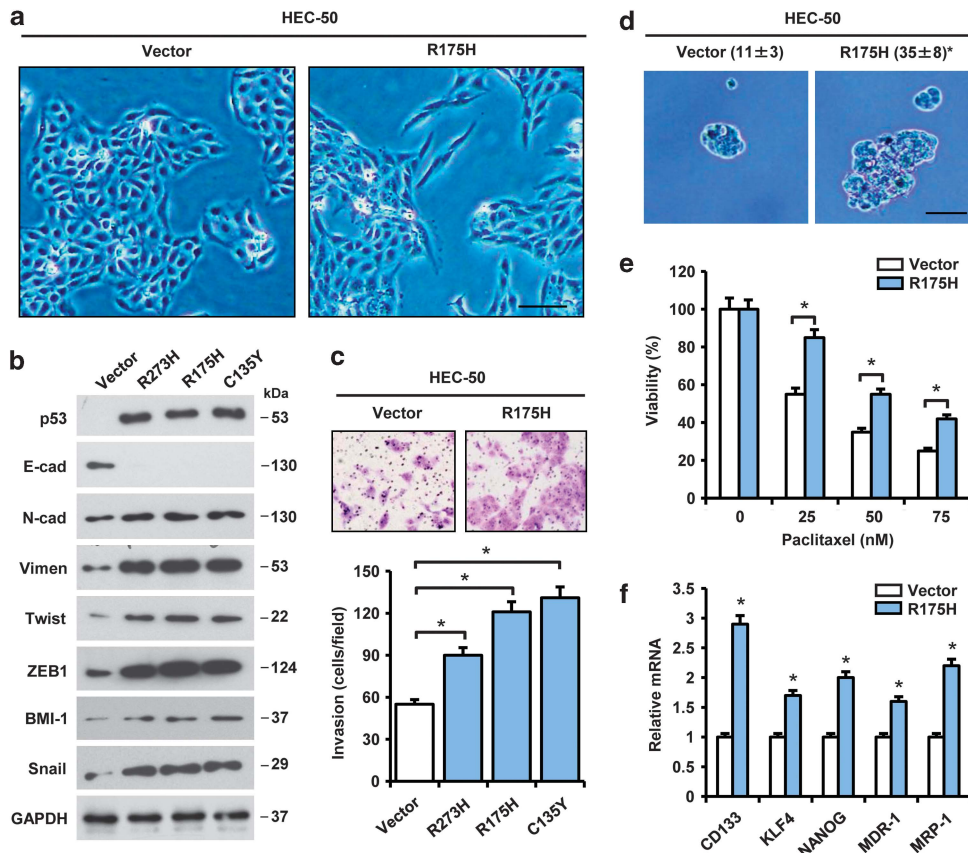 a
HEC-50
Vector R175H
b
Vector R273H R175H C135Y
kDa
p53 –53
E-cad –130
N-cad –130
Vimen –53
Twist –22
ZEB1 –124
BMI-1 –37
Snail –29
GAPDH –37
c
HEC-50
Vector R175H
Invasion (cells/field)
150
120
90
60
30
0
* * *
Vector R273H R175H C135Y
d
HEC-50
Vector (11±3) R175H (35±8)*
e
Vector
R175H
Viability (%)
120
100
80
60
40
20
0
* * *
0 25 50 75
Paclitaxel (nM)
f
Vector
R175H
Relative mRNA
3.5
3
2.5
2
1.5
1
0.5
0
* * * * *
CD133 KLF4 NANOG MDR-1 MRP-1